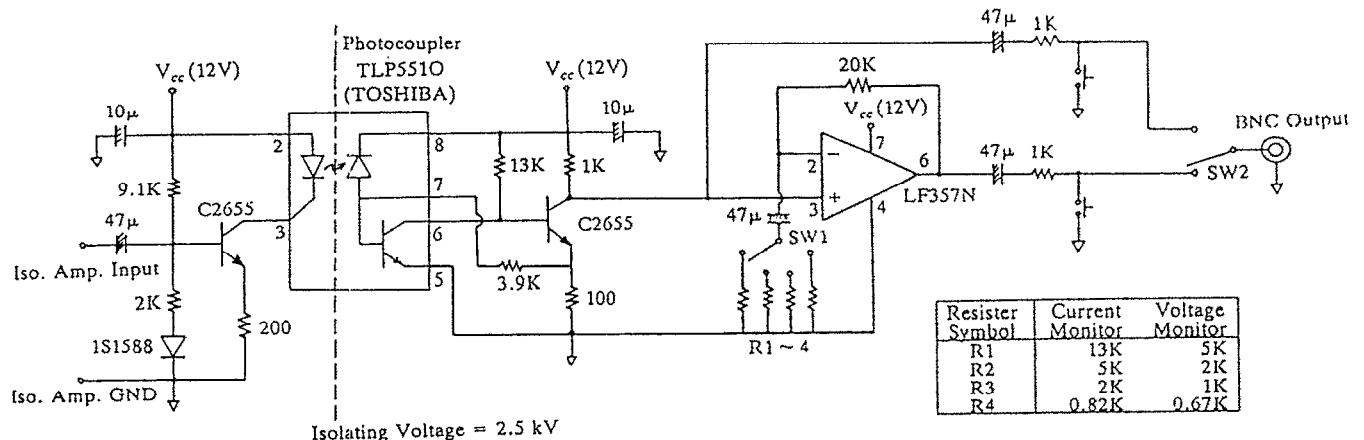 47μ
1K
Photocoupler
TLP5510
(TOSHIBA)
Vcc (12V)
Vcc (12V)
20K
10μ
10μ
Vcc (12V)
BNC Output
2
8
7
13K
1K
2
6
47μ
1K
9.1K
7
3
4
LF357N
SW2
C2655
47μ
3
6
C2655
47μ
SW1
Iso. Amp. Input
5
3.9K
2K
200
100
1S1588
R1 ~ 4
Iso. Amp. GND
Isolating Voltage = 2.5 kV
Resister Symbol Current Monitor Voltage Monitor
R1 13K 5K
R2 5K 2K
R3 2K 1K
R4 0.82K 0.67K